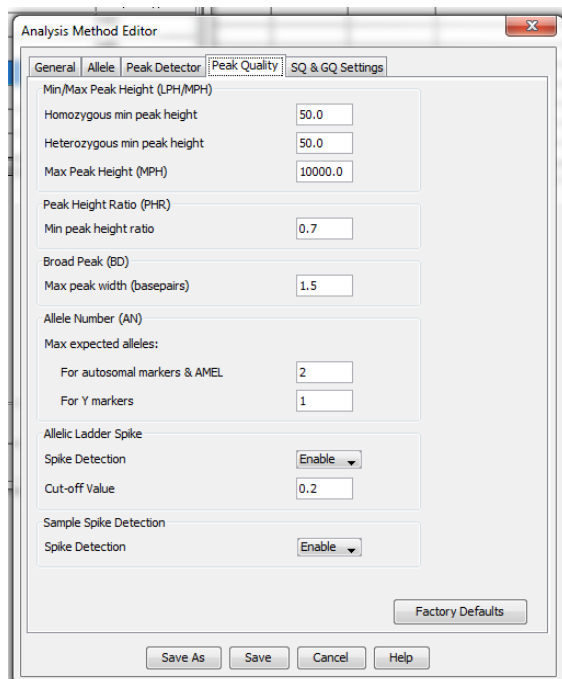 Analysis Method Editor
General Allele Peak Detector Peak Quality SQ & GQ Settings
Min/Max Peak Height (LPH/MPH)
Homozygous min peak height 50.0
Heterozygous min peak height 50.0
Max Peak Height (MPH) 10000.0
Peak Height Ratio (PHR)
Min peak height ratio 0.7
Broad Peak (BD)
Max peak width (basepairs) 1.5
Allele Number (AN)
Max expected alleles:
For autosomal markers & AMEL 2
For Y markers 1
Allelic Ladder Spike
Spike Detection Enable
Cut-off Value 0.2
Sample Spike Detection
Spike Detection Enable
Factory Defaults
Save As Save Cancel Help